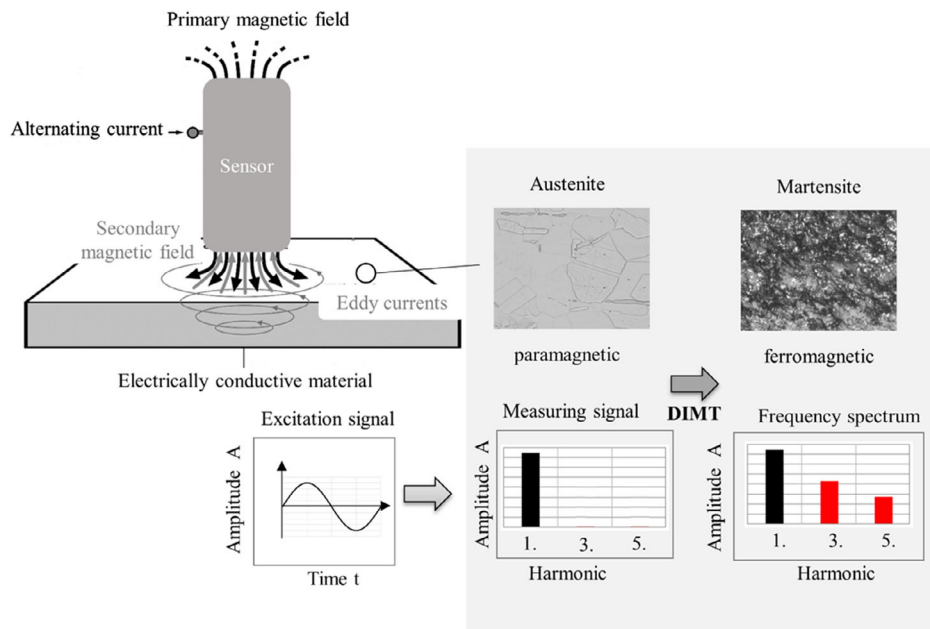 Primary magnetic field
Alternating current
Sensor
Secondary
magnetic field
Eddy currents
Electrically conductive material
Austenite
Martensite
paramagnetic
ferromagnetic
DIMT
Excitation signal
Amplitude A
Time t
Measuring signal
Amplitude A
1. 3. 5.
Harmonic
Frequency spectrum
Amplitude A
1. 3. 5.
Harmonic